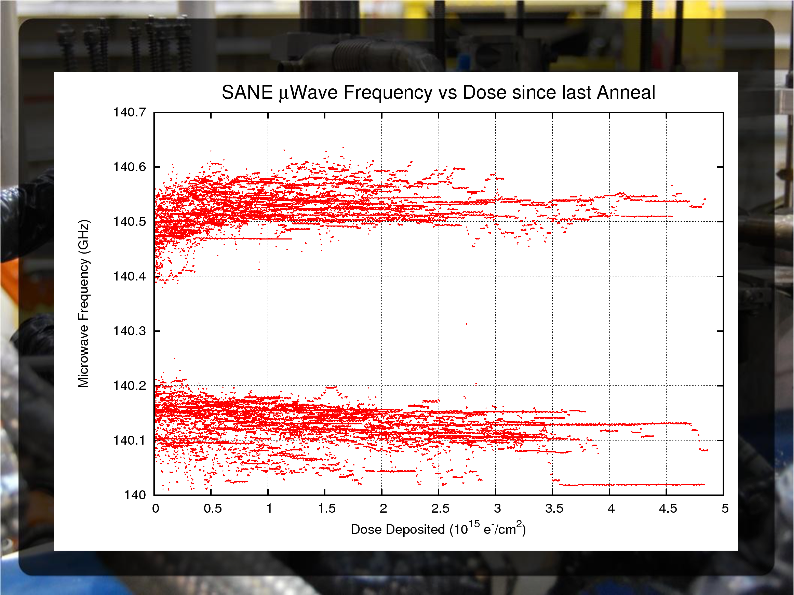 SANE μWave Frequency vs Dose since last Anneal
140.7
140.6
140.5
140.4
140.3
140.2
140.1
140
Microwave Frequency (GHz)
0 0.5 1 1.5 2 2.5 3 3.5 4 4.5 5
Dose Deposited (10¹⁵ e⁻/cm²)